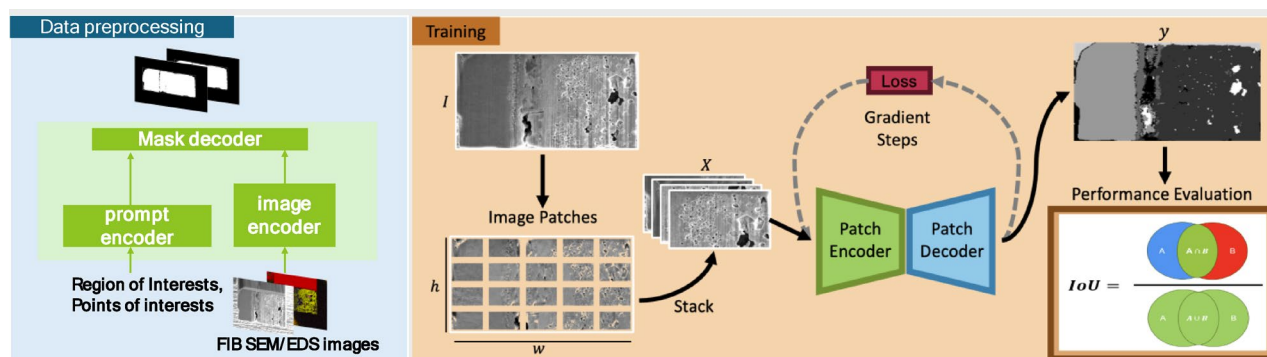 Data preprocessing
Mask decoder
prompt
encoder
image
encoder
Region of Interests,
Points of interests
FIB SEM/EDS images
Training
I
Image Patches
h
w
X
Stack
Loss
Gradient
Steps
Patch
Encoder
Patch
Decoder
y
Performance Evaluation
IoU =
A
A∩B
B
A
A∪B
B